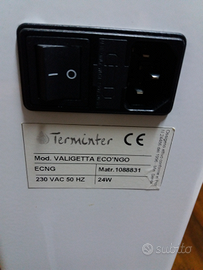 Terminter CE
Mod. VALIGETTA ECO'NGO
ECNG Matr.1088831
230 VAC 50 HZ 24W
subito